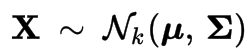 𝐗 ∼ 𝒩ₖ(𝛍, 𝚺)